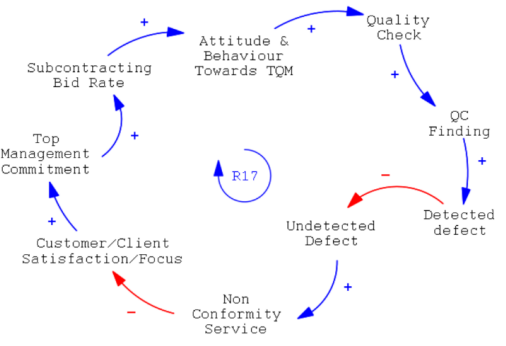 +
Attitude &
Behaviour
Towards TQM
+
Quality
Check
+
QC
Finding
+
Detected
defect
−
Undetected
Defect
+
Non
Conformity
Service
−
Customer/Client
Satisfaction/Focus
+
Top
Management
Commitment
+
Subcontracting
Bid Rate
R17